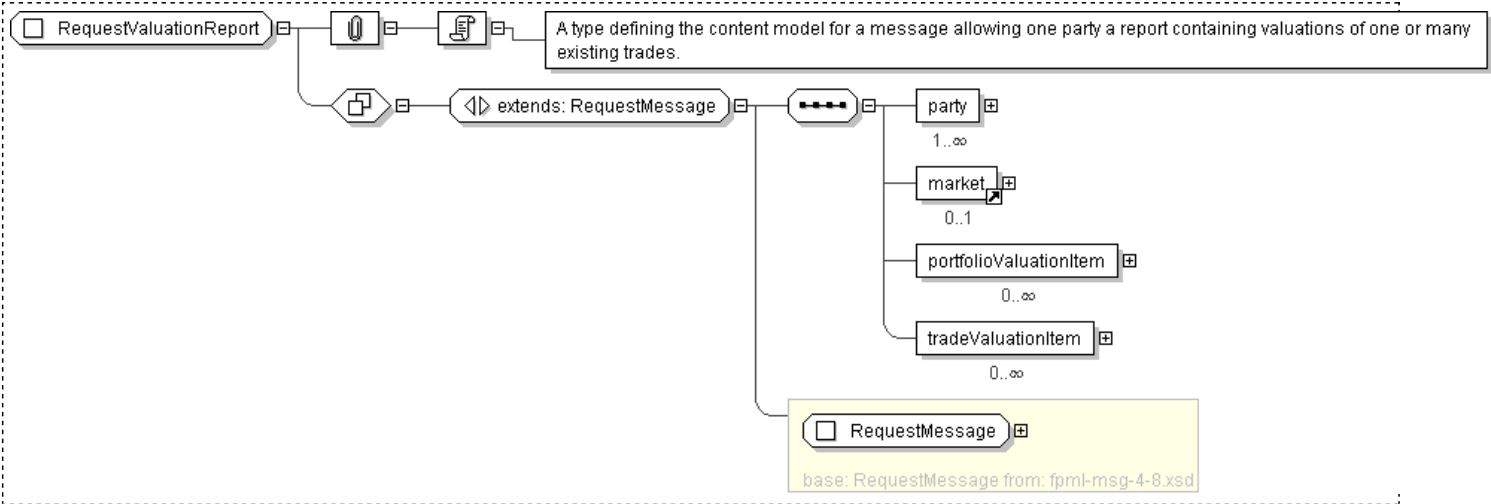 RequestValuationReport
A type defining the content model for a message allowing one party a report containing valuations of one or many
existing trades.
extends: RequestMessage
party
1..∞
market
0..1
portfolioValuationItem
0..∞
tradeValuationItem
0..∞
RequestMessage
base: RequestMessage from: fpml-msg-4-8.xsd